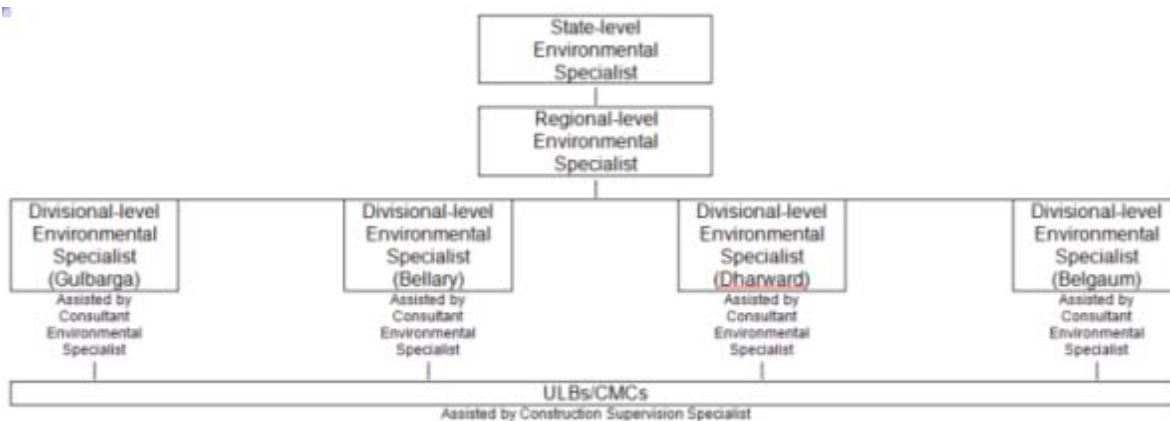 State-level
Environmental
Specialist
Regional-level
Environmental
Specialist
Divisional-level
Environmental
Specialist
(Gulbarga)
Assisted by
Consultant
Environmental
Specialist
Divisional-level
Environmental
Specialist
(Bellary)
Assisted by
Consultant
Environmental
Specialist
Divisional-level
Environmental
Specialist
(Dharward)
Assisted by
Consultant
Environmental
Specialist
Divisional-level
Environmental
Specialist
(Belgaum)
Assisted by
Consultant
Environmental
Specialist
ULBs/CMCs
Assisted by Construction Supervision Specialist